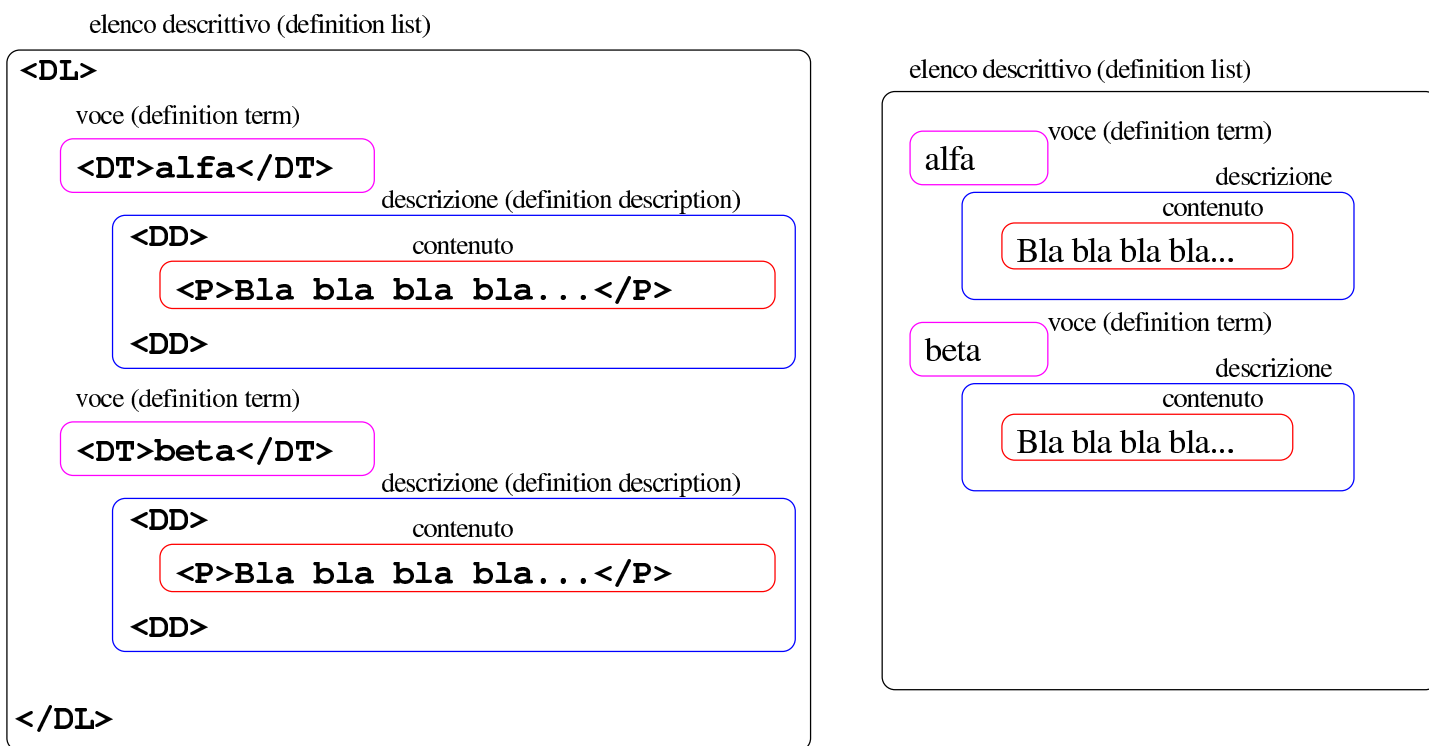 elenco descrittivo (definition list)
<DL>
voce (definition term)
<DT>alfa</DT>
descrizione (definition description)
<DD>
contenuto
<P>Bla bla bla bla...</P>
<DD>
voce (definition term)
<DT>beta</DT>
descrizione (definition description)
<DD>
contenuto
<P>Bla bla bla bla...</P>
<DD>
</DL>
elenco descrittivo (definition list)
voce (definition term)
alfa
descrizione
contenuto
Bla bla bla bla...
voce (definition term)
beta
descrizione
contenuto
Bla bla bla bla...